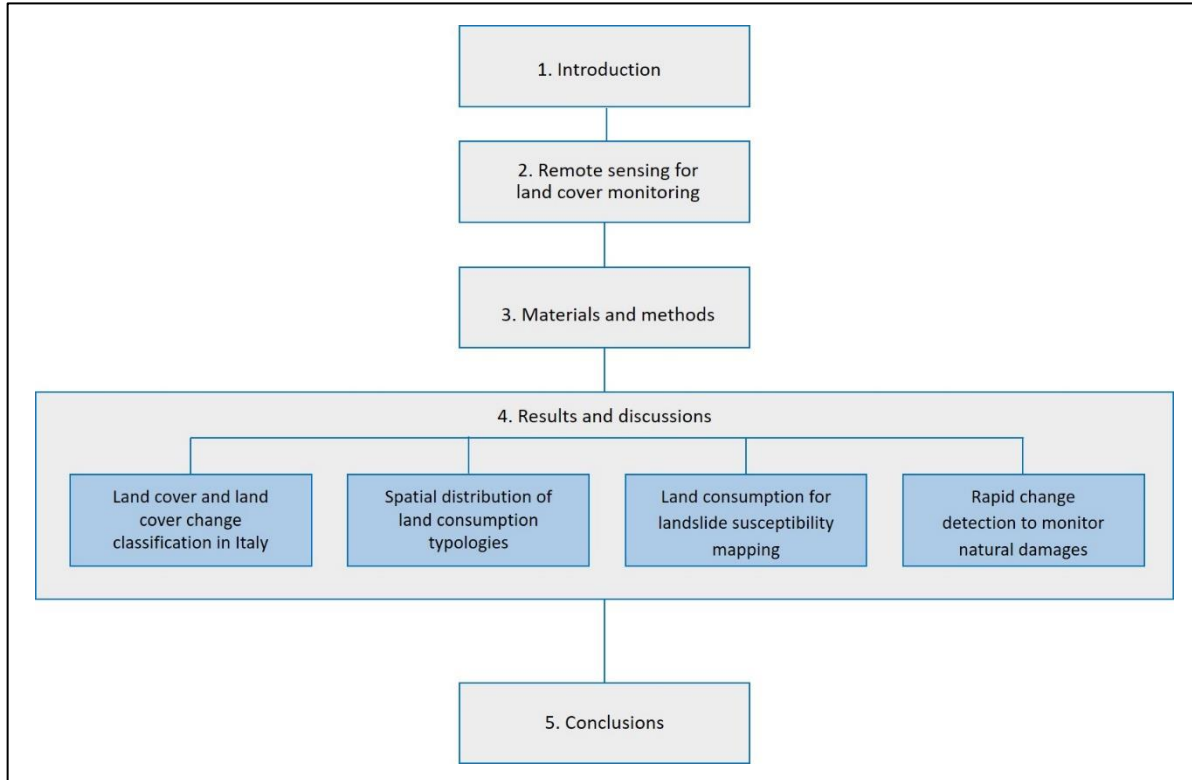 1. Introduction
2. Remote sensing for
land cover monitoring
3. Materials and methods
4. Results and discussions
Land cover and land
cover change
classification in Italy
Spatial distribution of
land consumption
typologies
Land consumption for
landslide susceptibility
mapping
Rapid change
detection to monitor
natural damages
5. Conclusions